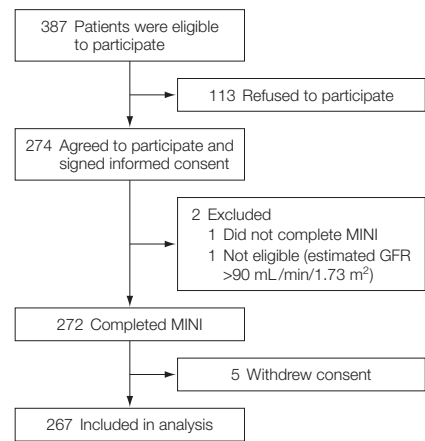 387 Patients were eligible
to participate
113 Refused to participate
274 Agreed to participate and
signed informed consent
2 Excluded
1 Did not complete MINI
1 Not eligible (estimated GFR
>90 mL/min/1.73 m²)
272 Completed MINI
5 Withdrew consent
267 Included in analysis